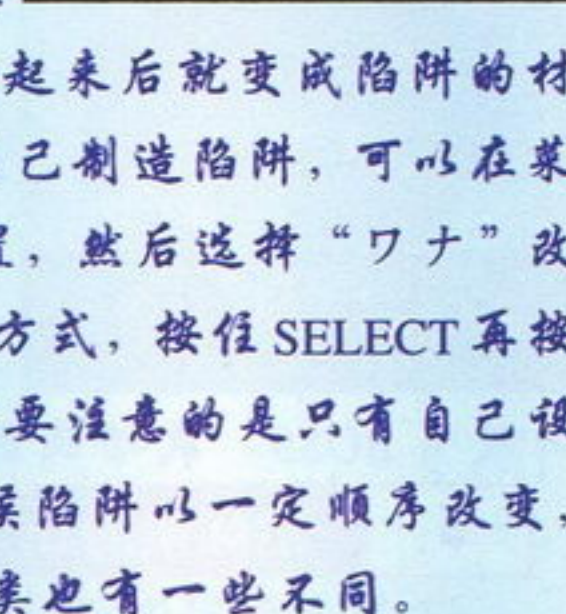 起来后就变成陷阱的材
己制造陷阱，可以在菜
置，然后选择“ワナ”改
方式，按住SELECT再按
要注意的是只有自己设
候陷阱以一定顺序改变，
类也有一些不同。